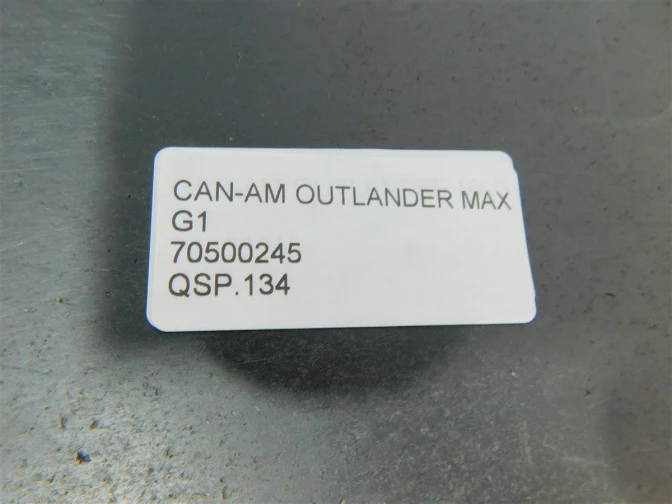 CAN-AM OUTLANDER MAX
G1
70500245
QSP.134